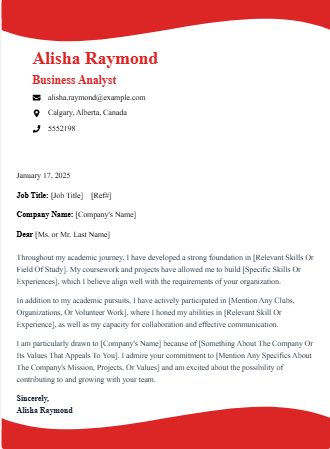 Alisha Raymond
Business Analyst
alisha.raymond@example.com
Calgary, Alberta, Canada
5552198
January 17, 2025
Job Title: [Job Title] [Ref#]
Company Name: [Company's Name]
Dear [Ms. or Mr. Last Name]
Throughout my academic journey, I have developed a strong foundation in [Relevant Skills Or
Field Of Study]. My coursework and projects have allowed me to build [Specific Skills Or
Experiences], which I believe align well with the requirements of your organization.
In addition to my academic pursuits, I have actively participated in [Mention Any Clubs,
Organizations, Or Volunteer Work], where I honed my abilities in [Relevant Skill Or
Experience], as well as my capacity for collaboration and effective communication.
I am particularly drawn to [Company's Name] because of [Something About The Company Or
Its Values That Appeals To You]. I admire your commitment to [Mention Any Specifics About
The Company's Mission, Projects, Or Values] and am excited about the possibility of
contributing to and growing with your team.
Sincerely,
Alisha Raymond